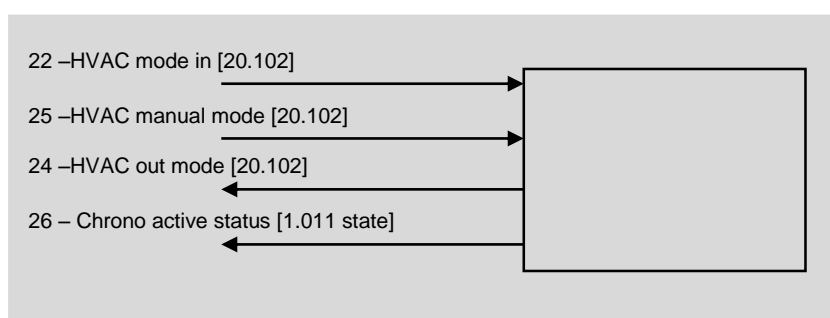 22 –HVAC mode in [20.102]
25 –HVAC manual mode [20.102]
24 –HVAC out mode [20.102]
26 – Chrono active status [1.011 state]